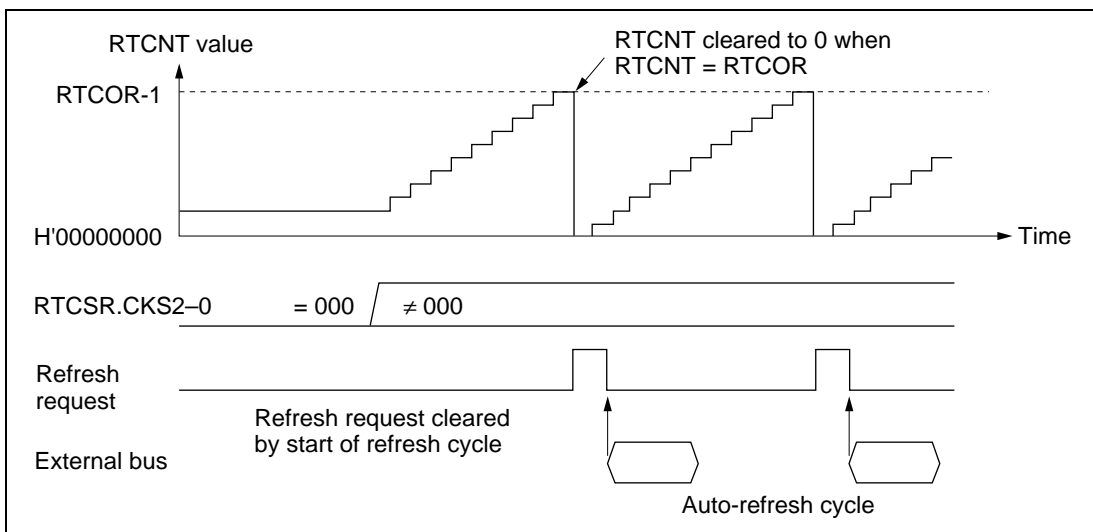 RTCNT value
RTCNT cleared to 0 when
RTCNT = RTCOR
RTCOR-1
H'00000000
Time
RTCSR.CKS2–0 = 000 ≠ 000
Refresh
request
Refresh request cleared
by start of refresh cycle
External bus
Auto-refresh cycle